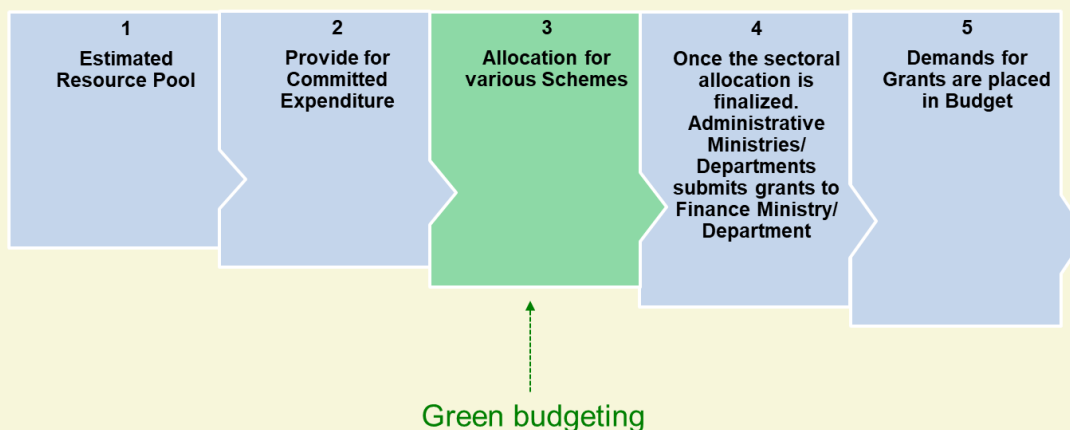 1
Estimated
Resource Pool
2
Provide for
Committed
Expenditure
3
Allocation for
various Schemes
4
Once the sectoral
allocation is
finalized.
Administrative
Ministries/
Departments
submits grants to
Finance Ministry/
Department
5
Demands for
Grants are placed
in Budget
Green budgeting